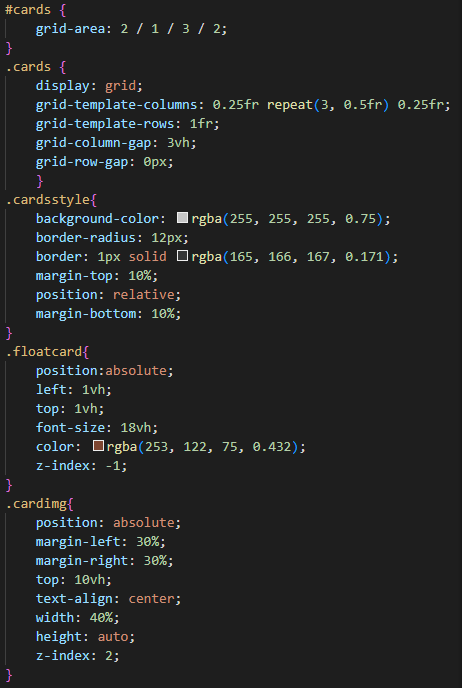 #cards {
    grid-area: 2 / 1 / 3 / 2;
}
.cards {
    display: grid;
    grid-template-columns: 0.25fr repeat(3, 0.5fr) 0.25fr;
    grid-template-rows: 1fr;
    grid-column-gap: 3vh;
    grid-row-gap: 0px;
    }
.cardsstyle{
    background-color: rgba(255, 255, 255, 0.75);
    border-radius: 12px;
    border: 1px solid rgba(165, 166, 167, 0.171);
    margin-top: 10%;
    position: relative;
    margin-bottom: 10%;
}
.floatcard{
    position:absolute;
    left: 1vh;
    top: 1vh;
    font-size: 18vh;
    color: rgba(253, 122, 75, 0.432);
    z-index: -1;
}
.cardimg{
    position: absolute;
    margin-left: 30%;
    margin-right: 30%;
    top: 10vh;
    text-align: center;
    width: 40%;
    height: auto;
    z-index: 2;
}